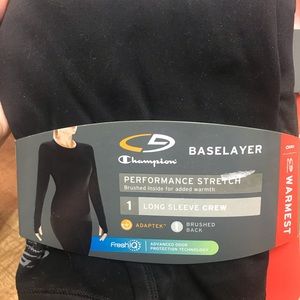 Champion
BASELAYER
PERFORMANCE STRETCH
Brushed inside for added warmth
1 LONG SLEEVE CREW
ADAPTEK
BRUSHED BACK
FreshIQ
ADVANCED ODOR PROTECTION TECHNOLOGY
WARMEST